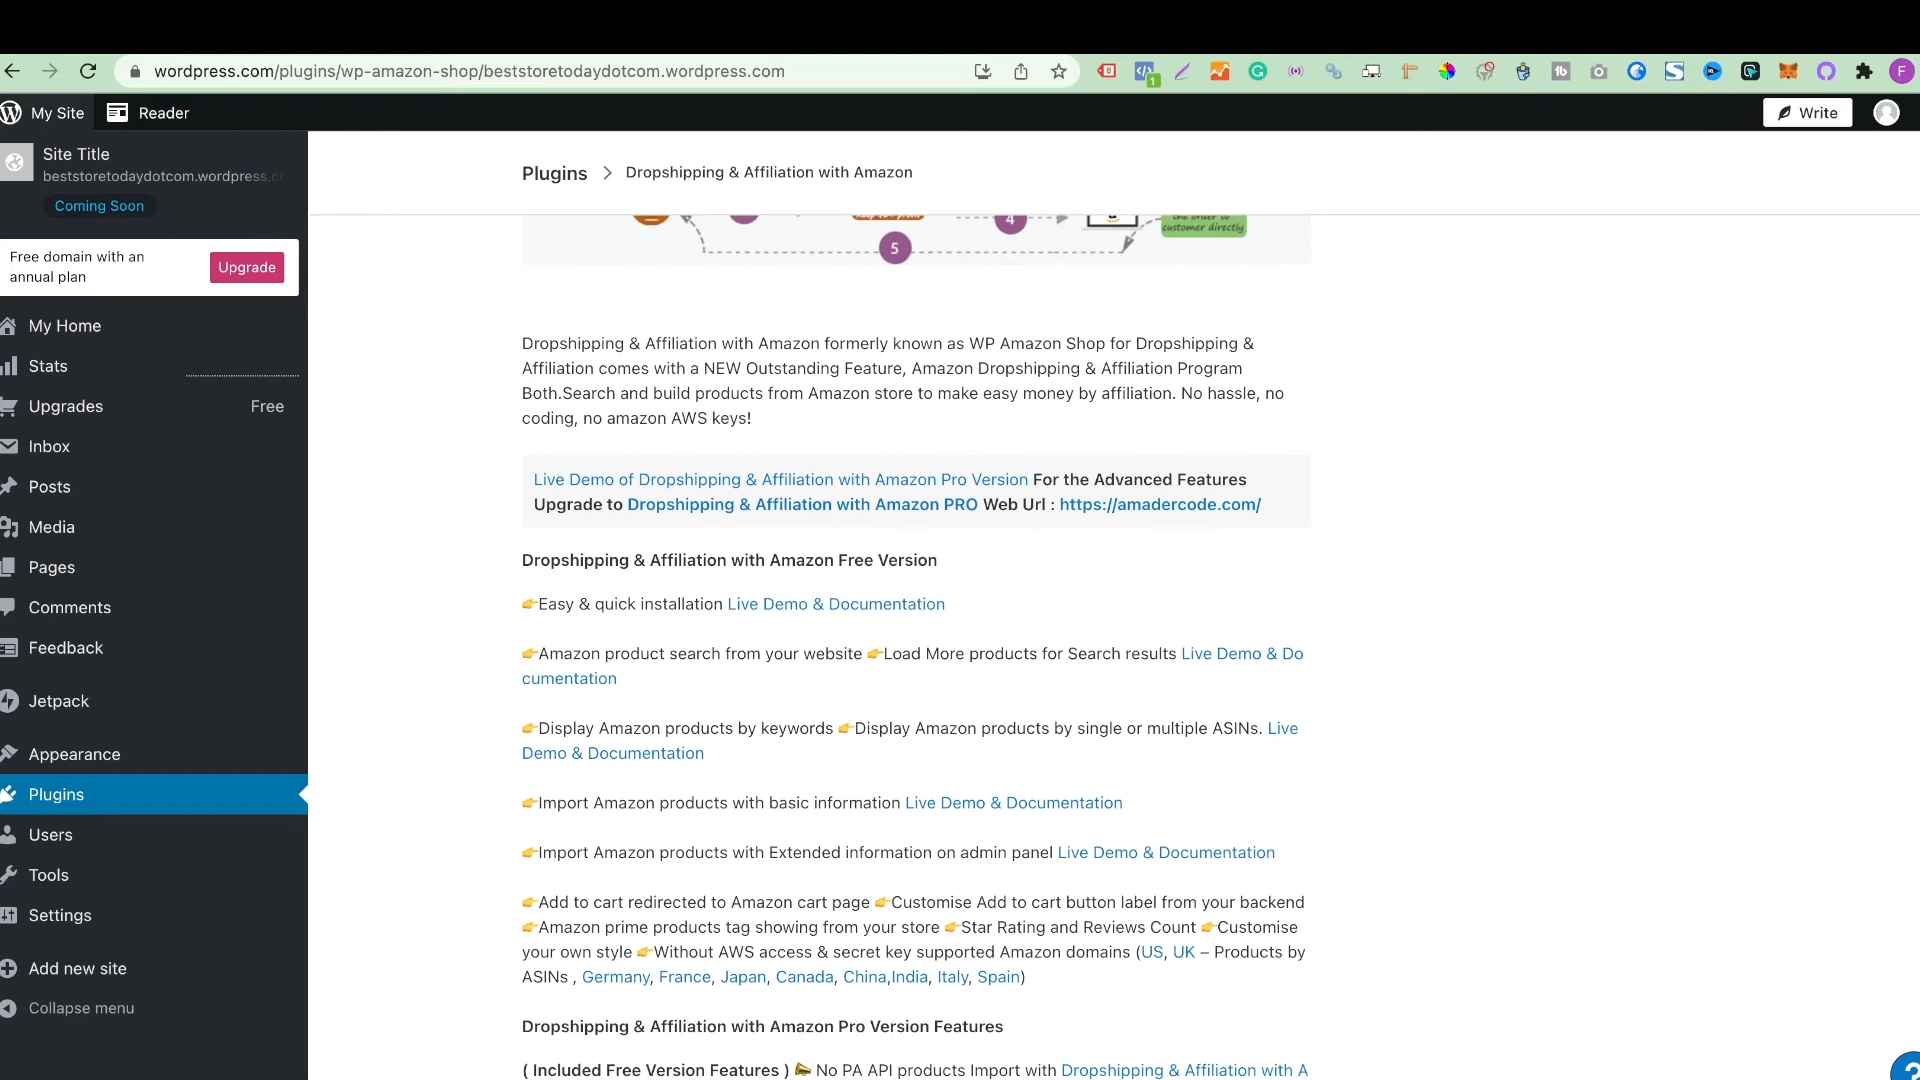 wordpress.com/plugins/wp-amazon-shop/beststoretodaydotcom.wordpress.com
8
1
tb
F
My Site
Reader
Write
Site Title
beststoretodaydotcom.wordpress.c
Coming Soon
Free domain with an
annual plan
Upgrade
My Home
Stats
Upgrades Free
Inbox
Posts
Media
Pages
Comments
Feedback
Jetpack
Appearance
Plugins
Users
Tools
Settings
Add new site
Collapse menu
Plugins > Dropshipping & Affiliation with Amazon
4
the order to
customer directly
5
Dropshipping & Affiliation with Amazon formerly known as WP Amazon Shop for Dropshipping &
Affiliation comes with a NEW Outstanding Feature, Amazon Dropshipping & Affiliation Program
Both.Search and build products from Amazon store to make easy money by affiliation. No hassle, no
coding, no amazon AWS keys!
Live Demo of Dropshipping & Affiliation with Amazon Pro Version For the Advanced Features
Upgrade to Dropshipping & Affiliation with Amazon PRO Web Url : https://amadercode.com/
Dropshipping & Affiliation with Amazon Free Version
👉Easy & quick installation Live Demo & Documentation
👉Amazon product search from your website 👉Load More products for Search results Live Demo & Do
cumentation
👉Display Amazon products by keywords 👉Display Amazon products by single or multiple ASINs. Live
Demo & Documentation
👉Import Amazon products with basic information Live Demo & Documentation
👉Import Amazon products with Extended information on admin panel Live Demo & Documentation
👉Add to cart redirected to Amazon cart page 👉Customise Add to cart button label from your backend
👉Amazon prime products tag showing from your store 👉Star Rating and Reviews Count 👉Customise
your own style 👉Without AWS access & secret key supported Amazon domains (US, UK – Products by
ASINs , Germany, France, Japan, Canada, China,India, Italy, Spain)
Dropshipping & Affiliation with Amazon Pro Version Features
( Included Free Version Features ) 📣 No PA API products Import with Dropshipping & Affiliation with A
?